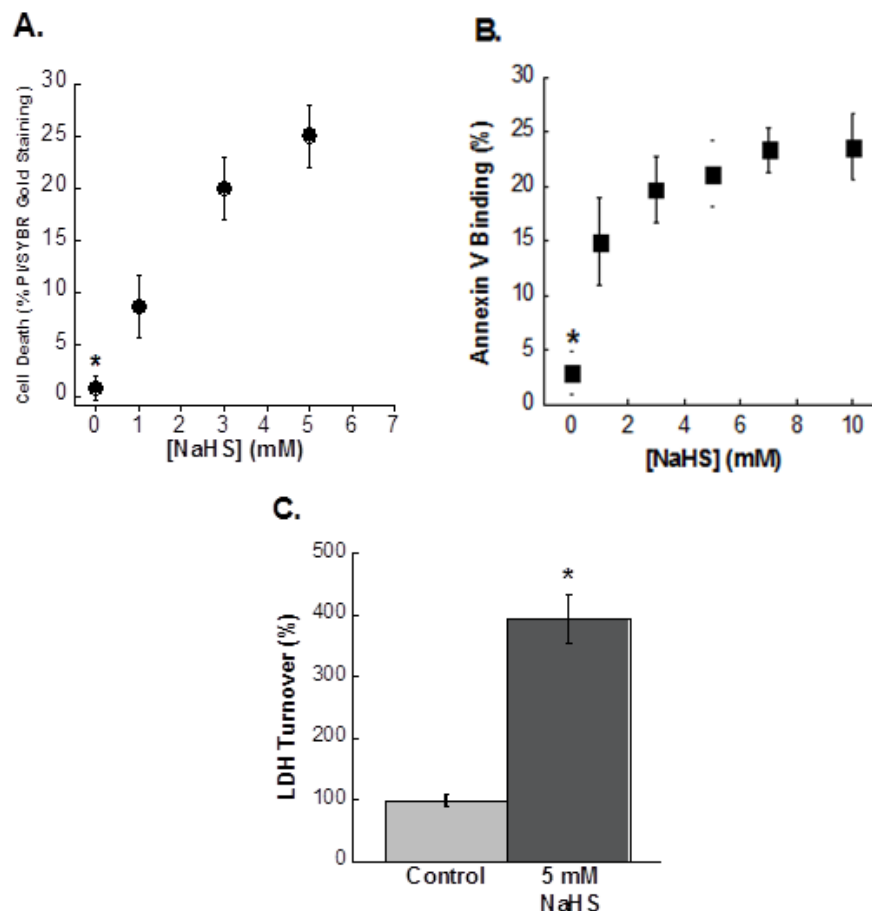 A.
Cell Death (% PI/SYBR Gold Staining)
30
25
20
15
10
5
0
*
0 1 2 3 4 5 6 7
[NaHS] (mM)
B.
Annexin V Binding (%)
30
25
20
15
10
5
0
*
0 2 4 6 8 10
[NaHS] (mM)
C.
LDH Turnover (%)
500
400
300
200
100
0
*
Control 5 mM
NaHS